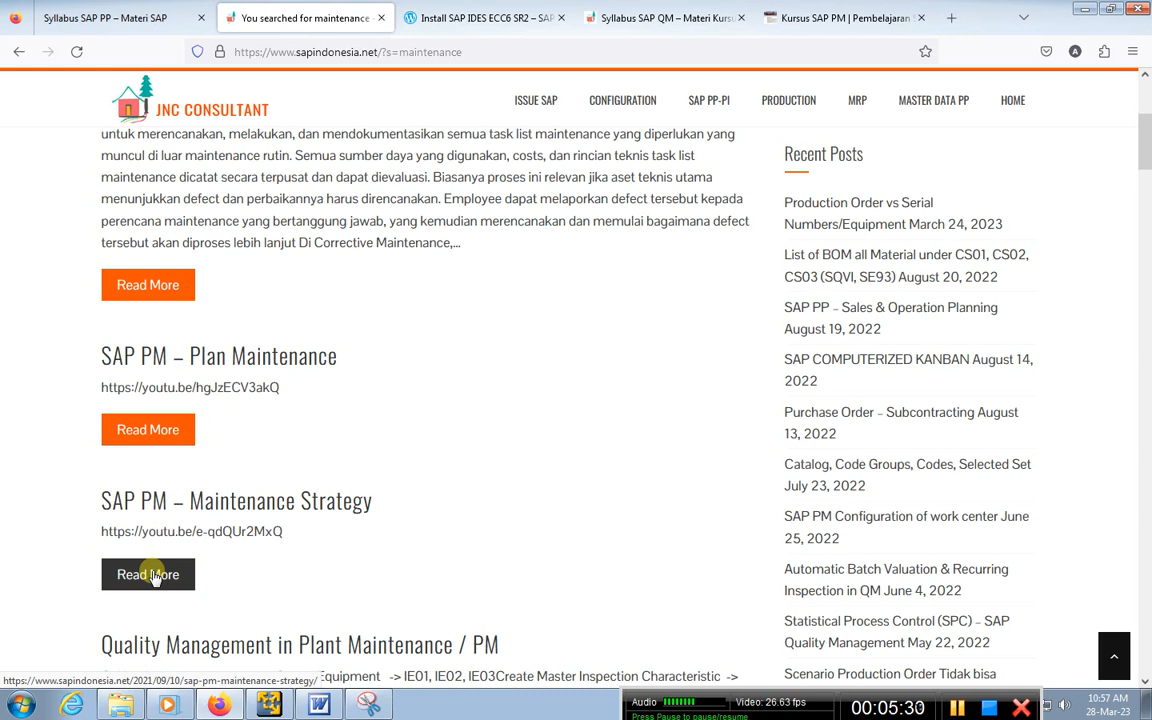 Syllabus SAP PP – Materi SAP
You searched for maintenance
Install SAP IDES ECC6 SR2 – SAP
Syllabus SAP QM – Materi Kursu
Kursus SAP PM | Pembelajaran
https://www.sapindonesia.net/?s=maintenance
JNC CONSULTANT
ISSUE SAP CONFIGURATION SAP PP-PI PRODUCTION MRP MASTER DATA PP HOME
untuk merencanakan, melakukan, dan mendokumentasikan semua task list maintenance yang diperlukan yang
muncul di luar maintenance rutin. Semua sumber daya yang digunakan, costs, dan rincian teknis task list
maintenance dicatat secara terpusat dan dapat dievaluasi. Biasanya proses ini relevan jika aset teknis utama
menunjukkan defect dan perbaikannya harus direncanakan. Employee dapat melaporkan defect tersebut kepada
perencana maintenance yang bertanggung jawab, yang kemudian merencanakan dan memulai bagaimana defect
tersebut akan diproses lebih lanjut Di Corrective Maintenance,...
Read More
SAP PM – Plan Maintenance
https://youtu.be/hgJzECV3akQ
Read More
SAP PM – Maintenance Strategy
https://youtu.be/e-qdQUr2MxQ
Read More
Quality Management in Plant Maintenance / PM
Equipment -> IE01, IE02, IE03Create Master Inspection Characteristic ->
Recent Posts
Production Order vs Serial
Numbers/Equipment March 24, 2023
List of BOM all Material under CS01, CS02,
CS03 (SQVI, SE93) August 20, 2022
SAP PP – Sales & Operation Planning
August 19, 2022
SAP COMPUTERIZED KANBAN August 14,
2022
Purchase Order – Subcontracting August
13, 2022
Catalog, Code Groups, Codes, Selected Set
July 23, 2022
SAP PM Configuration of work center June
25, 2022
Automatic Batch Valuation & Recurring
Inspection in QM June 4, 2022
Statistical Process Control (SPC) – SAP
Quality Management May 22, 2022
Scenario Production Order Tidak bisa
https://www.sapindonesia.net/2021/09/10/sap-pm-maintenance-strategy/
Audio
Video: 26.63 fps
Press Pause to pause/resume
00:05:30
10:57 AM
28-Mar-23